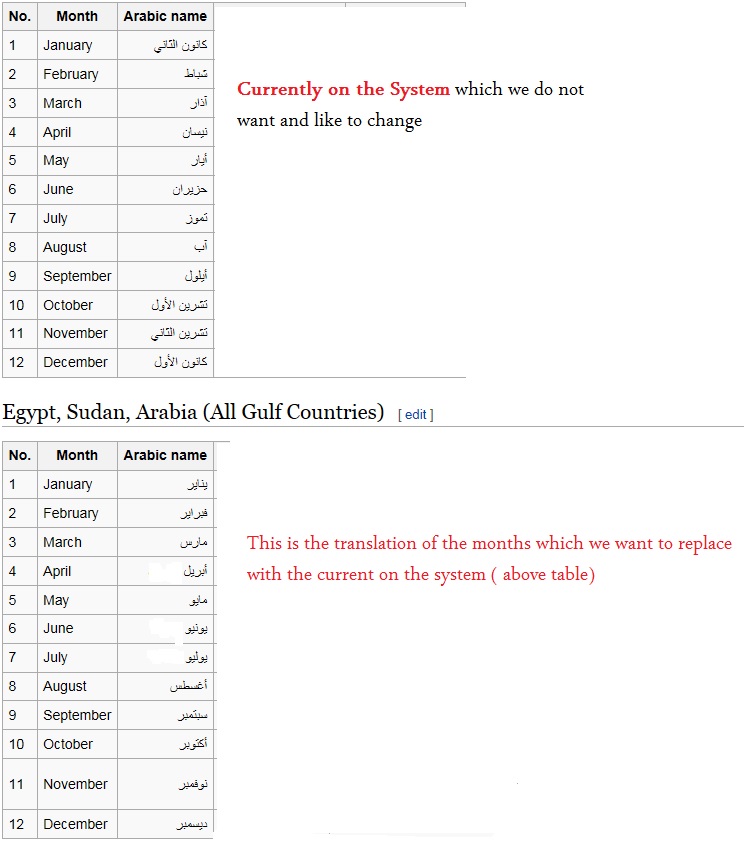 No. Month Arabic name
1 January كانون الثاني
2 February شباط
3 March آذار
4 April نيسان
5 May أيار
6 June حزيران
7 July تموز
8 August آب
9 September أيلول
10 October تشرين الأول
11 November تشرين الثاني
12 December كانون الأول
Currently on the System which we do not
want and like to change
Egypt, Sudan, Arabia (All Gulf Countries) [ edit ]
No. Month Arabic name
1 January يناير
2 February فبراير
3 March مارس
4 April أبريل
5 May مايو
6 June يونيو
7 July يوليو
8 August أغسطس
9 September سبتمبر
10 October أكتوبر
11 November نوفمبر
12 December ديسمبر
This is the translation of the months which we want to replace
with the current on the system ( above table)